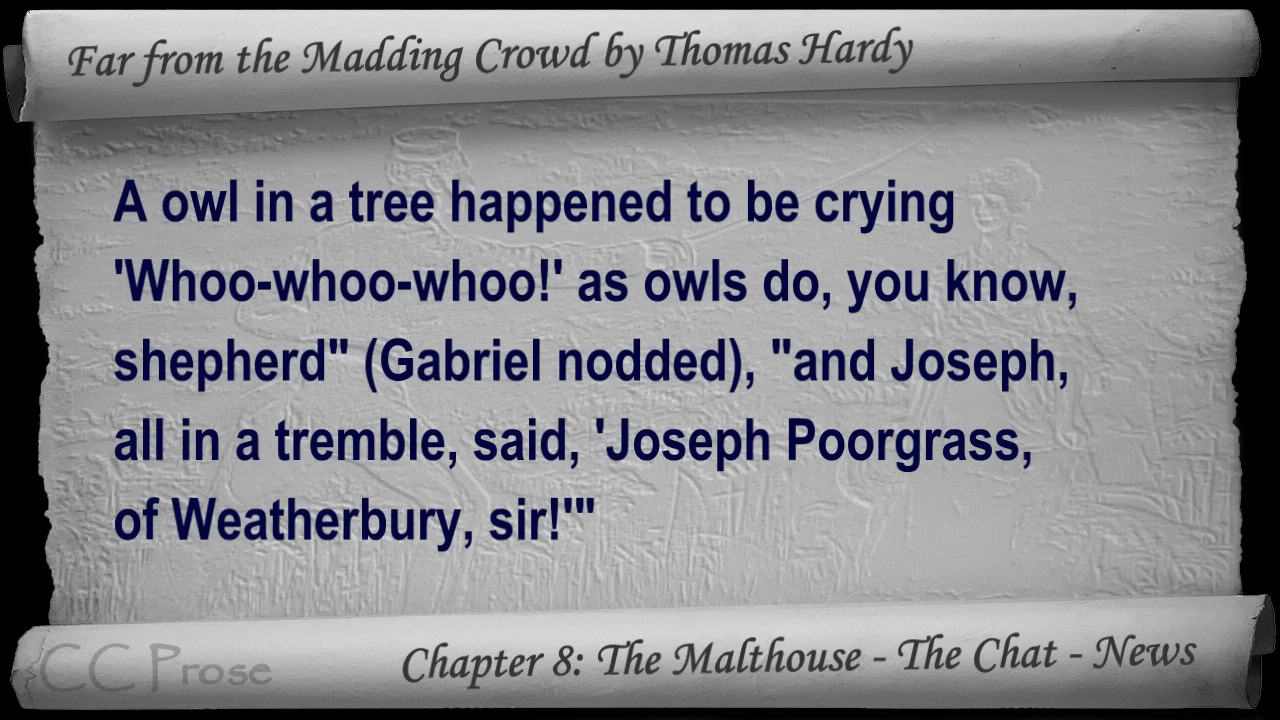 Far from the Madding Crowd by Thomas Hardy
A owl in a tree happened to be crying
'Whoo-whoo-whoo!' as owls do, you know,
shepherd" (Gabriel nodded), "and Joseph,
all in a tremble, said, 'Joseph Poorgrass,
of Weatherbury, sir!'"
CC Prose
Chapter 8: The Malthouse - The Chat - News